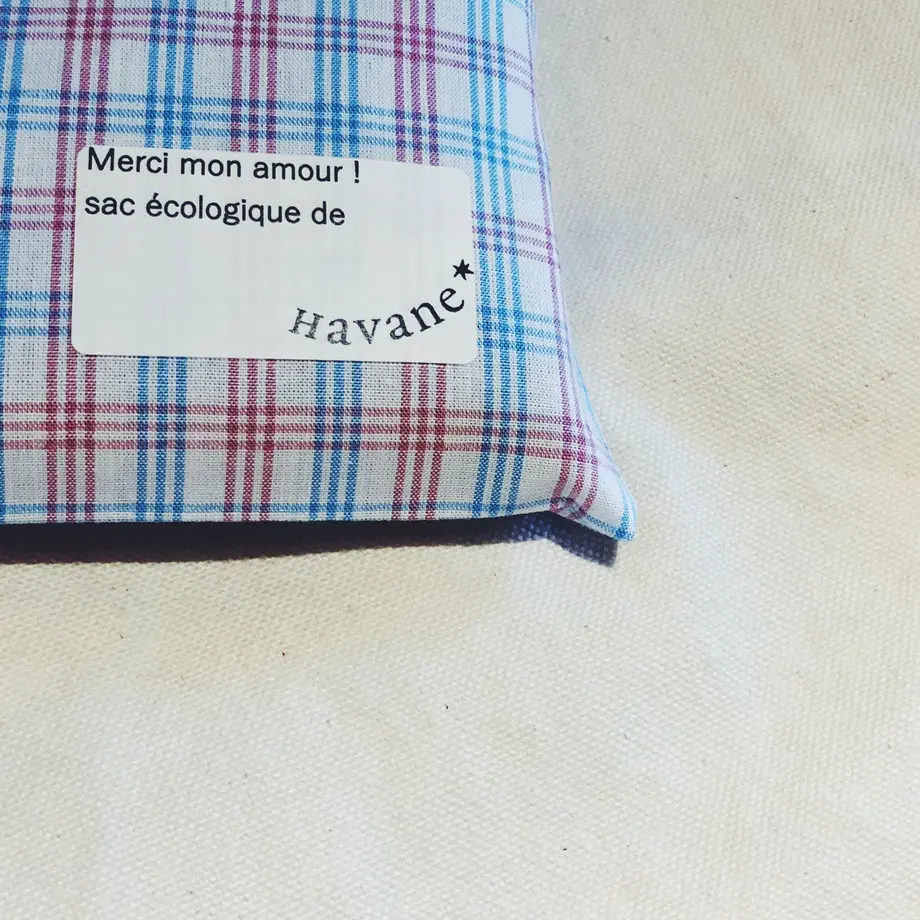 Merci mon amour !
sac écologique de
Havane*